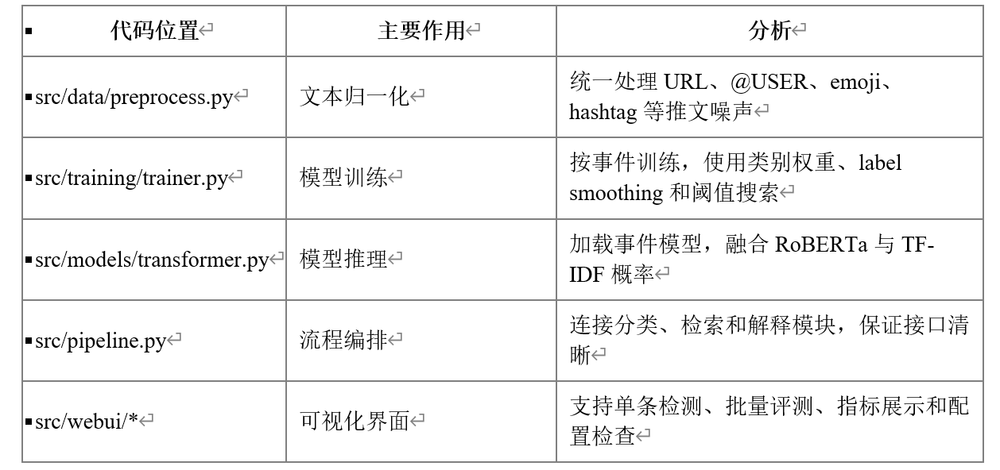 代码位置
主要作用
分析
src/data/preprocess.py
文本归一化
统一处理 URL、@USER、emoji、
hashtag 等推文噪声
src/training/trainer.py
模型训练
按事件训练，使用类别权重、label
smoothing 和阈值搜索
src/models/transformer.py
模型推理
加载事件模型，融合 RoBERTa 与 TF-
IDF 概率
src/pipeline.py
流程编排
连接分类、检索和解释模块，保证接口清
晰
src/webui/*
可视化界面
支持单条检测、批量评测、指标展示和配
置检查